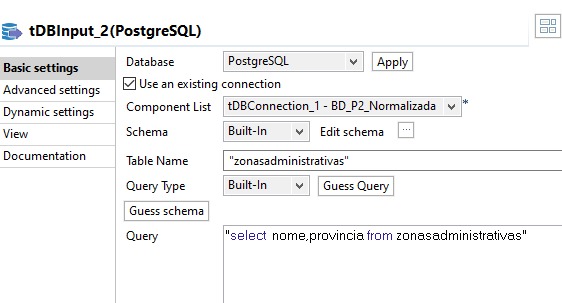 tDBInput_2(PostgreSQL)
Basic settings
Advanced settings
Dynamic settings
View
Documentation
Database PostgreSQL Apply
Use an existing connection
Component List tDBConnection_1 - BD_P2_Normalizada *
Schema Built-In Edit schema ...
Table Name "zonasadministrativas"
Query Type Built-In Guess Query
Guess schema
Query "select nome,provincia from zonasadministrativas"